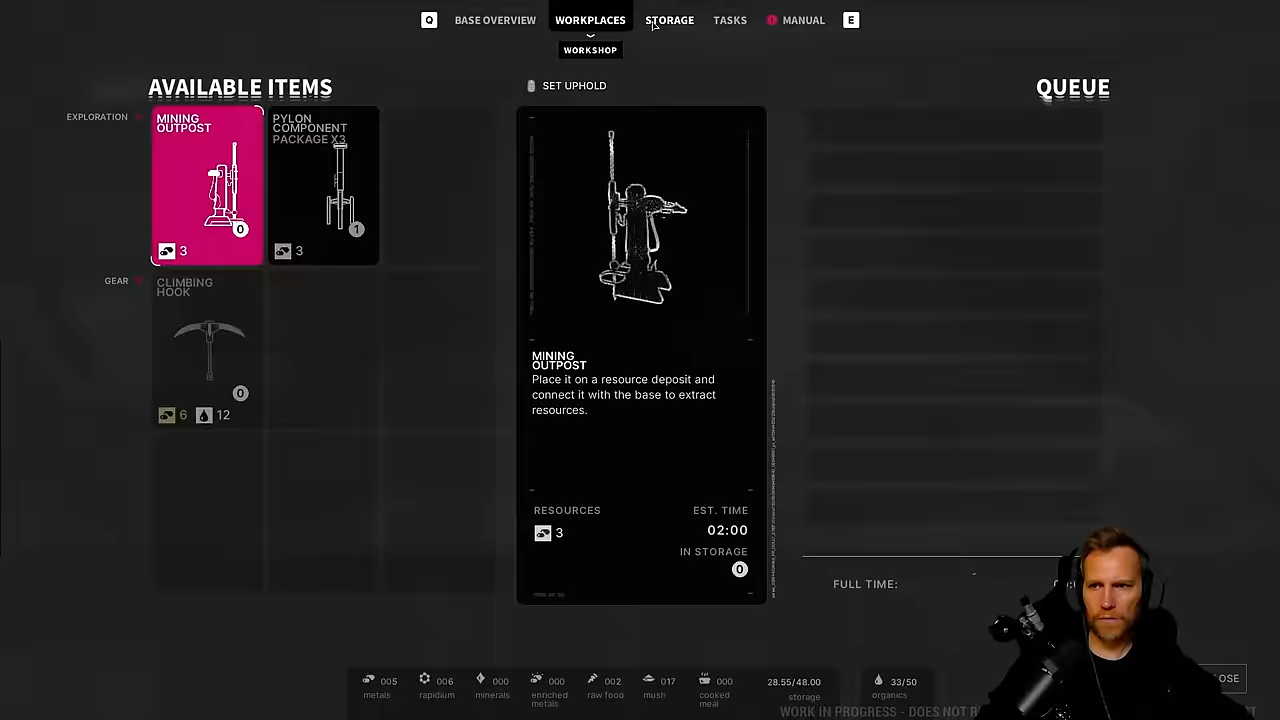 Q
BASE OVERVIEW
WORKPLACES
STORAGE
TASKS
MANUAL
E
WORKSHOP
AVAILABLE ITEMS
SET UPHOLD
QUEUE
EXPLORATION
MINING
OUTPOST
0
3
PYLON
COMPONENT
PACKAGE X3
1
3
GEAR
CLIMBING
HOOK
0
6 12
MINING
OUTPOST
Place it on a resource deposit and
connect it with the base to extract
resources.
RESOURCES
3
EST. TIME
02:00
IN STORAGE
0
FULL TIME:
005
metals
006
rapidium
000
minerals
000
enriched
metals
002
raw food
017
mush
000
cooked
meal
28.55/48.00
storage
33/50
organics
WORK IN PROGRESS - DOES NOT